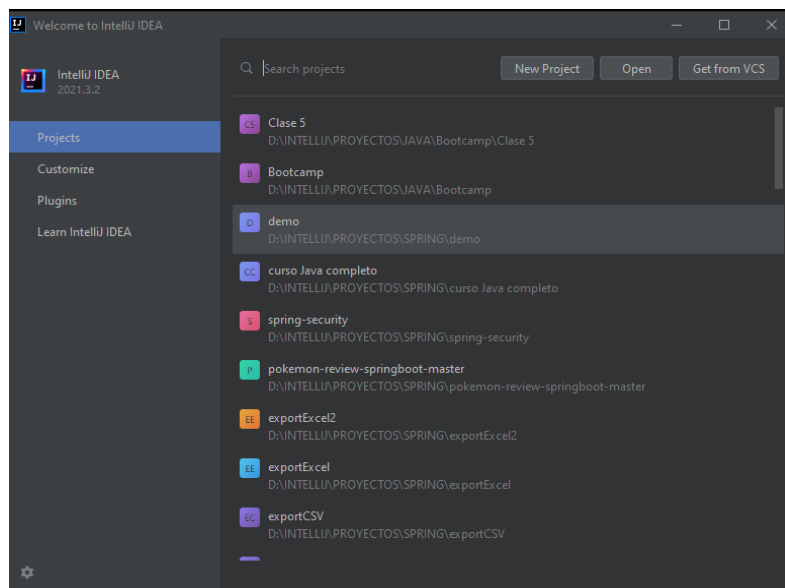 Welcome to IntelliJ IDEA
IntelliJ IDEA
2021.3.2
Projects
Customize
Plugins
Learn IntelliJ IDEA
Search projects
New Project
Open
Get from VCS
CS
Clase 5
D:\INTELLIJ\PROYECTOS\JAVA\Bootcamp\Clase 5
B
Bootcamp
D:\INTELLIJ\PROYECTOS\JAVA\Bootcamp
D
demo
D:\INTELLIJ\PROYECTOS\SPRING\demo
CC
curso Java completo
D:\INTELLIJ\PROYECTOS\SPRING\curso Java completo
S
spring-security
D:\INTELLIJ\PROYECTOS\SPRING\spring-security
P
pokemon-review-springboot-master
D:\INTELLIJ\PROYECTOS\SPRING\pokemon-review-springboot-master
EE
exportExcel2
D:\INTELLIJ\PROYECTOS\SPRING\exportExcel2
EE
exportExcel
D:\INTELLIJ\PROYECTOS\SPRING\exportExcel
EC
exportCSV
D:\INTELLIJ\PROYECTOS\SPRING\exportCSV